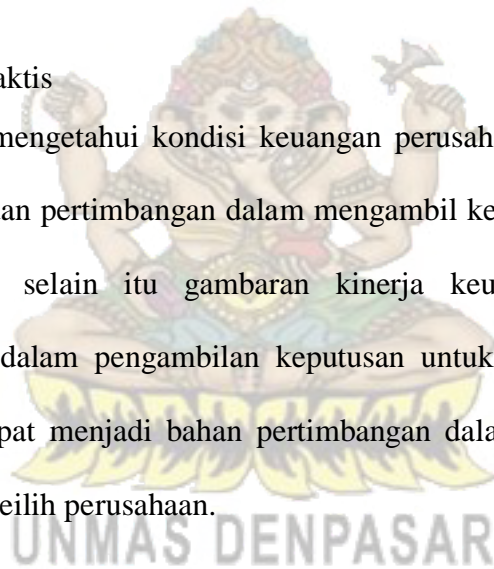 aktis
mengetahui kondisi keuangan perusah
an pertimbangan dalam mengambil ke
selain itu gambaran kinerja keu
dalam pengambilan keputusan untuk
pat menjadi bahan pertimbangan dala
eilih perusahaan.
UNMAS DENPASAR